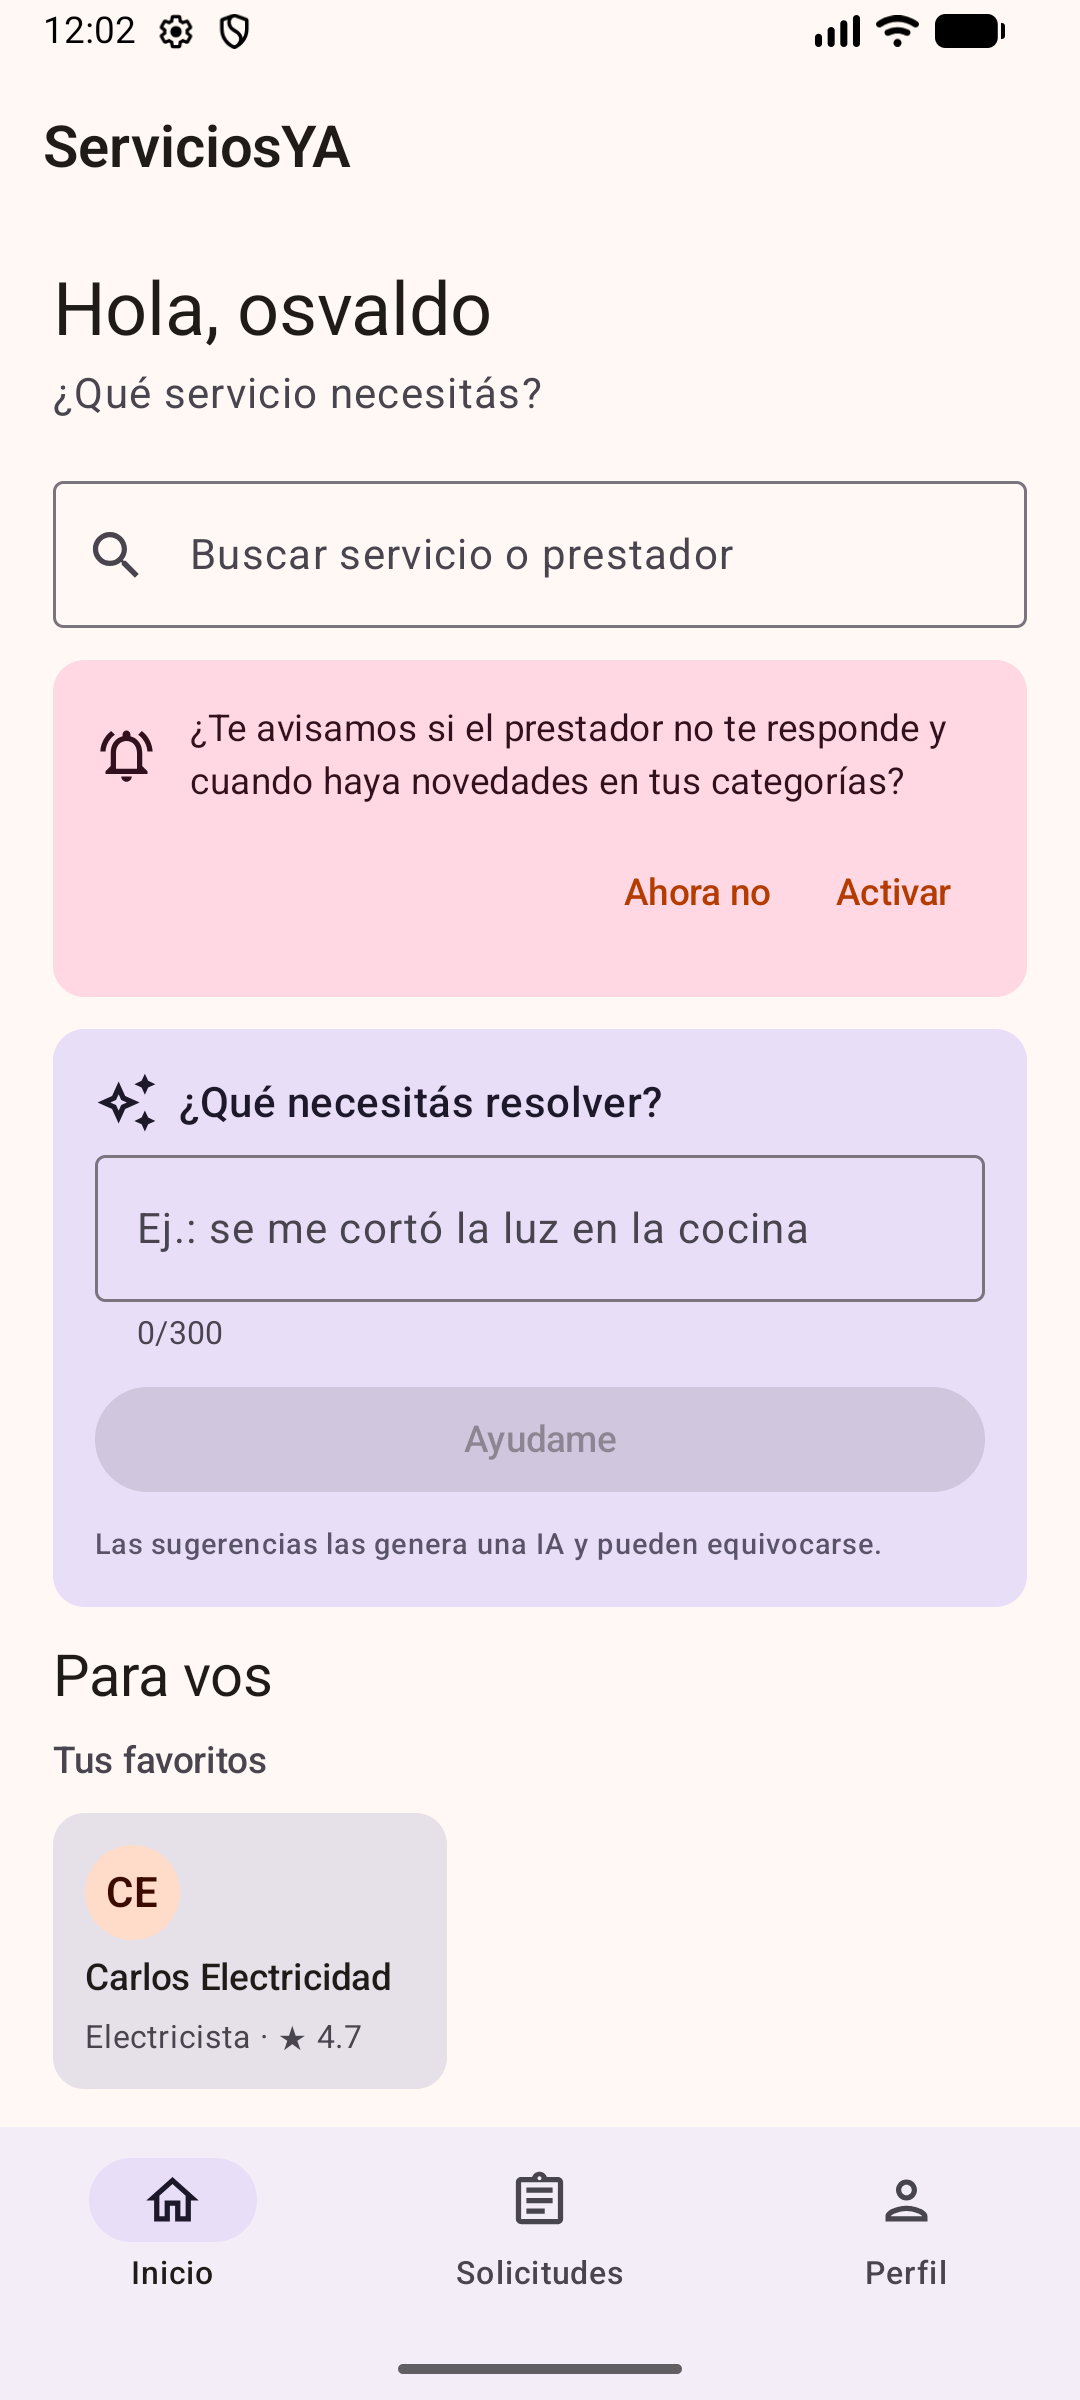 12:02
ServiciosYA
Hola, osvaldo
¿Qué servicio necesitás?
Buscar servicio o prestador
¿Te avisamos si el prestador no te responde y
cuando haya novedades en tus categorías?
Ahora no
Activar
¿Qué necesitás resolver?
Ej.: se me cortó la luz en la cocina
0/300
Ayudame
Las sugerencias las genera una IA y pueden equivocarse.
Para vos
Tus favoritos
CE
Carlos Electricidad
Electricista · ★ 4.7
Inicio
Solicitudes
Perfil